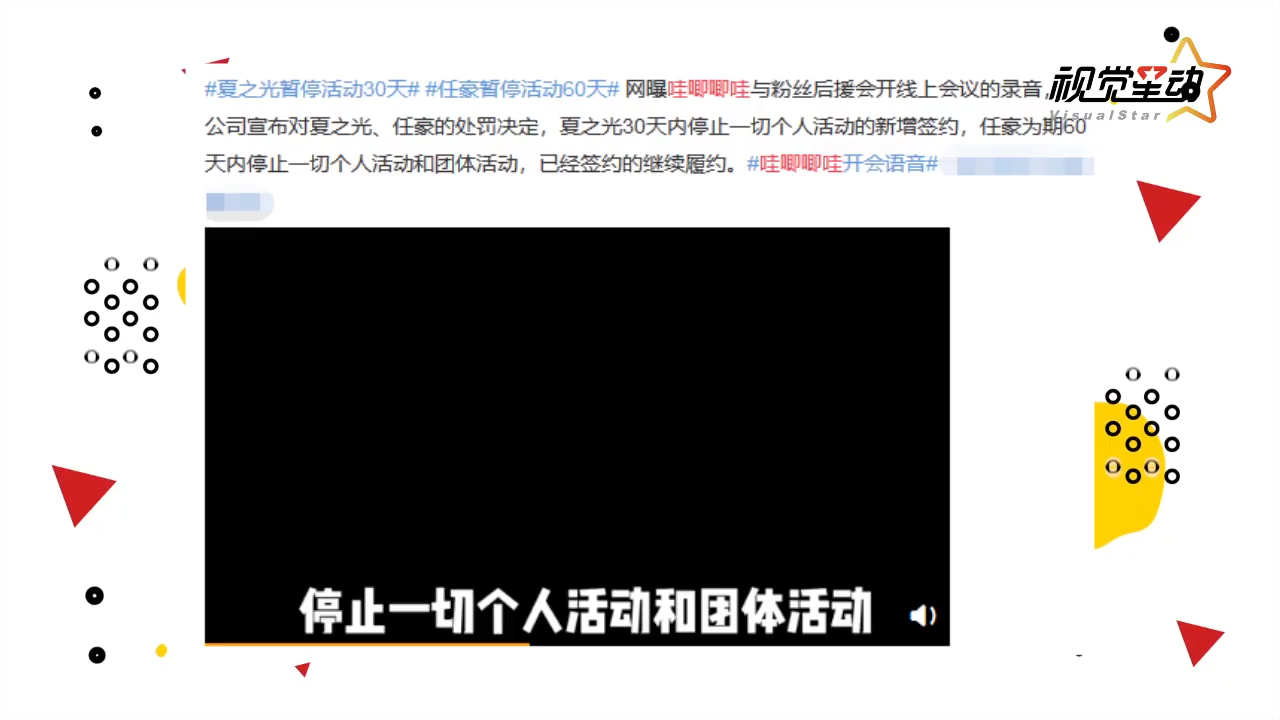 视觉星动
VisualStar
#夏之光暂停活动30天# #任豪暂停活动60天# 网曝哇唧唧哇与粉丝后援会开线上会议的录音，
公司宣布对夏之光、任豪的处罚决定，夏之光30天内停止一切个人活动的新增签约，任豪为期60
天内停止一切个人活动和团体活动，已经签约的继续履约。#哇唧唧哇开会语音#
停止一切个人活动和团体活动